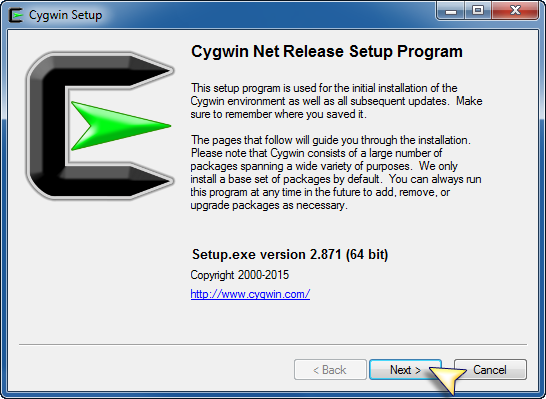 Cygwin Setup
Cygwin Net Release Setup Program
This setup program is used for the initial installation of the
Cygwin environment as well as all subsequent updates.  Make
sure to remember where you saved it.
The pages that follow will guide you through the installation.
Please note that Cygwin consists of a large number of
packages spanning a wide variety of purposes.  We only
install a base set of packages by default.  You can always run
this program at any time in the future to add, remove, or
upgrade packages as necessary.
Setup.exe version 2.871 (64 bit)
Copyright 2000-2015
http://www.cygwin.com/
< Back
Next >
Cancel